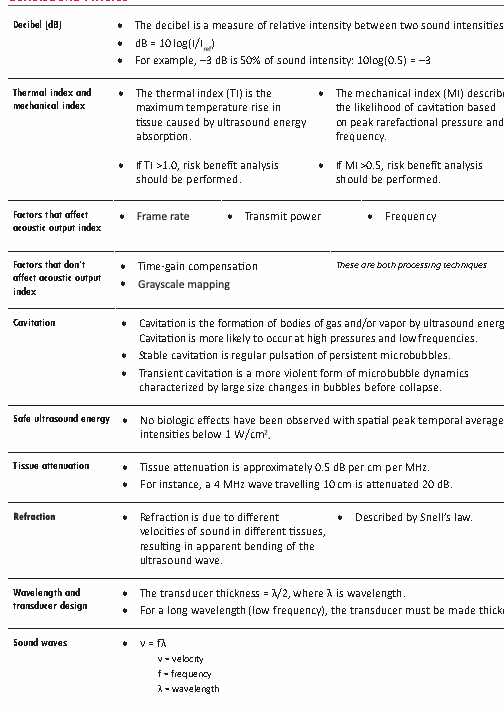 Decibel (dB)
• The decibel is a measure of relative intensity between two sound intensities
• dB = 10 log(I/I_ref)
• For example, –3 dB is 50% of sound intensity: 10log(0.5) = –3
Thermal index and
mechanical index
• The thermal index (TI) is the
maximum temperature rise in
tissue caused by ultrasound energy
absorption.
• If TI >1.0, risk benefit analysis
should be performed.
• The mechanical index (MI) describe
the likelihood of cavitation based
on peak rarefactional pressure and
frequency.
• If MI >0.5, risk benefit analysis
should be performed.
Factors that affect
acoustic output index
• Frame rate
• Transmit power
• Frequency
Factors that don't
affect acoustic output
index
• Time-gain compensation
• Grayscale mapping
These are both processing techniques
Cavitation
• Cavitation is the formation of bodies of gas and/or vapor by ultrasound energ
Cavitation is more likely to occur at high pressures and low frequencies.
• Stable cavitation is regular pulsation of persistent microbubbles.
• Transient cavitation is a more violent form of microbubble dynamics
characterized by large size changes in bubbles before collapse.
Safe ultrasound energy
• No biologic effects have been observed with spatial peak temporal average
intensities below 1 W/cm².
Tissue attenuation
• Tissue attenuation is approximately 0.5 dB per cm per MHz.
• For instance, a 4 MHz wave travelling 10 cm is attenuated 20 dB.
Refraction
• Refraction is due to different
velocities of sound in different tissues,
resulting in apparent bending of the
ultrasound wave.
• Described by Snell's law.
Wavelength and
transducer design
• The transducer thickness = λ/2, where λ is wavelength.
• For a long wavelength (low frequency), the transducer must be made thick
Sound waves
• v = fλ
v = velocity
f = frequency
λ = wavelength